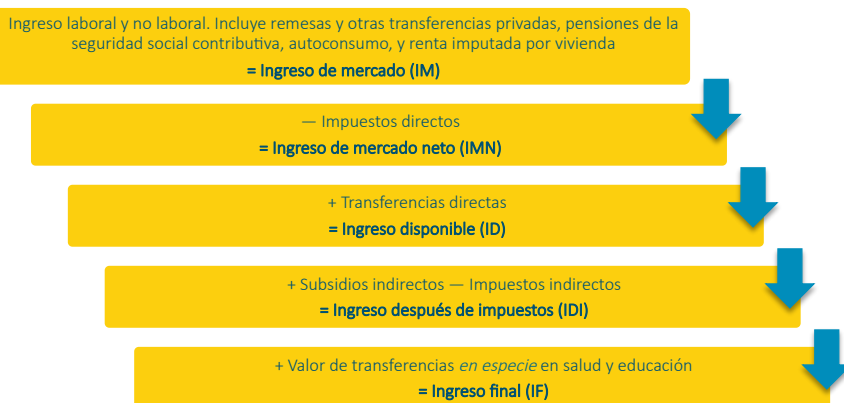 Ingreso laboral y no laboral. Incluye remesas y otras transferencias privadas, pensiones de la
seguridad social contributiva, autoconsumo, y renta imputada por vivienda
= Ingreso de mercado (IM)
— Impuestos directos
= Ingreso de mercado neto (IMN)
+ Transferencias directas
= Ingreso disponible (ID)
+ Subsidios indirectos — Impuestos indirectos
= Ingreso después de impuestos (IDI)
+ Valor de transferencias en especie en salud y educación
= Ingreso final (IF)